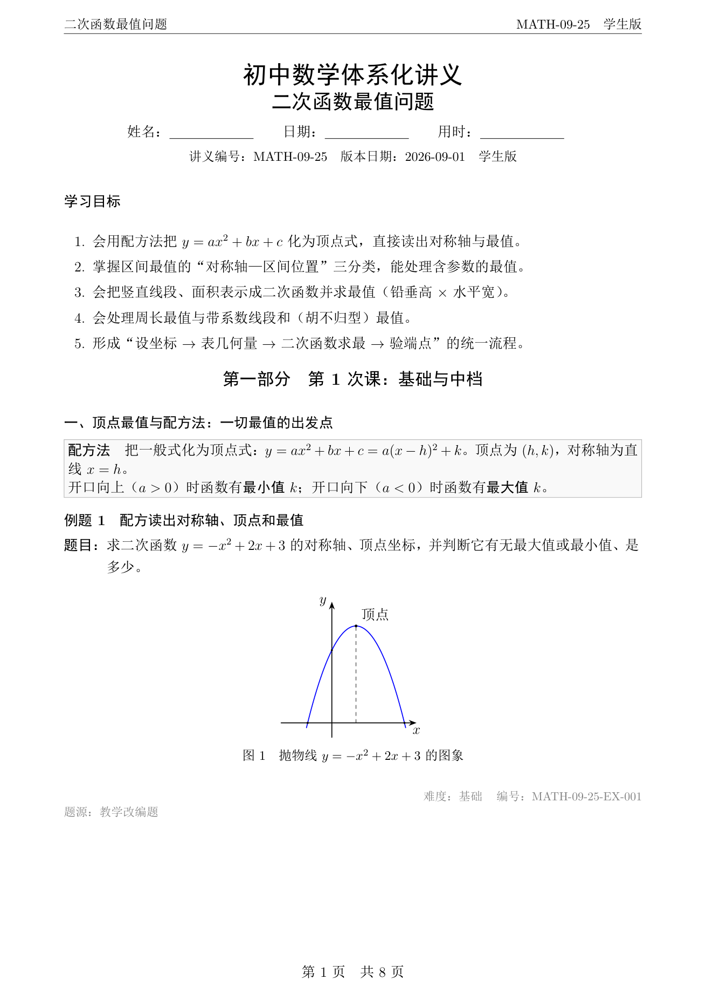 二次函数最值问题 MATH-09-25 学生版
初中数学体系化讲义
二次函数最值问题
姓名： 日期： 用时：
讲义编号：MATH-09-25 版本日期：2026-09-01 学生版
学习目标
1. 会用配方法把 y = ax² + bx + c 化为顶点式，直接读出对称轴与最值。
2. 掌握区间最值的“对称轴—区间位置”三分类，能处理含参数的最值。
3. 会把竖直线段、面积表示成二次函数并求最值（铅垂高 × 水平宽）。
4. 会处理周长最值与带系数线段和（胡不归型）最值。
5. 形成“设坐标 → 表几何量 → 二次函数求最 → 验端点”的统一流程。
第一部分 第 1 次课：基础与中档
一、顶点最值与配方法：一切最值的出发点
配方法 把一般式化为顶点式：y = ax² + bx + c = a(x − h)² + k。顶点为 (h, k)，对称轴为直
线 x = h。
开口向上（a > 0）时函数有最小值 k；开口向下（a < 0）时函数有最大值 k。
例题 1 配方读出对称轴、顶点和最值
题目：求二次函数 y = −x² + 2x + 3 的对称轴、顶点坐标，并判断它有无最大值或最小值、是
多少。
y
顶点
x
图 1 抛物线 y = −x² + 2x + 3 的图象
难度：基础 编号：MATH-09-25-EX-001
题源：教学改编题
第 1 页 共 8 页